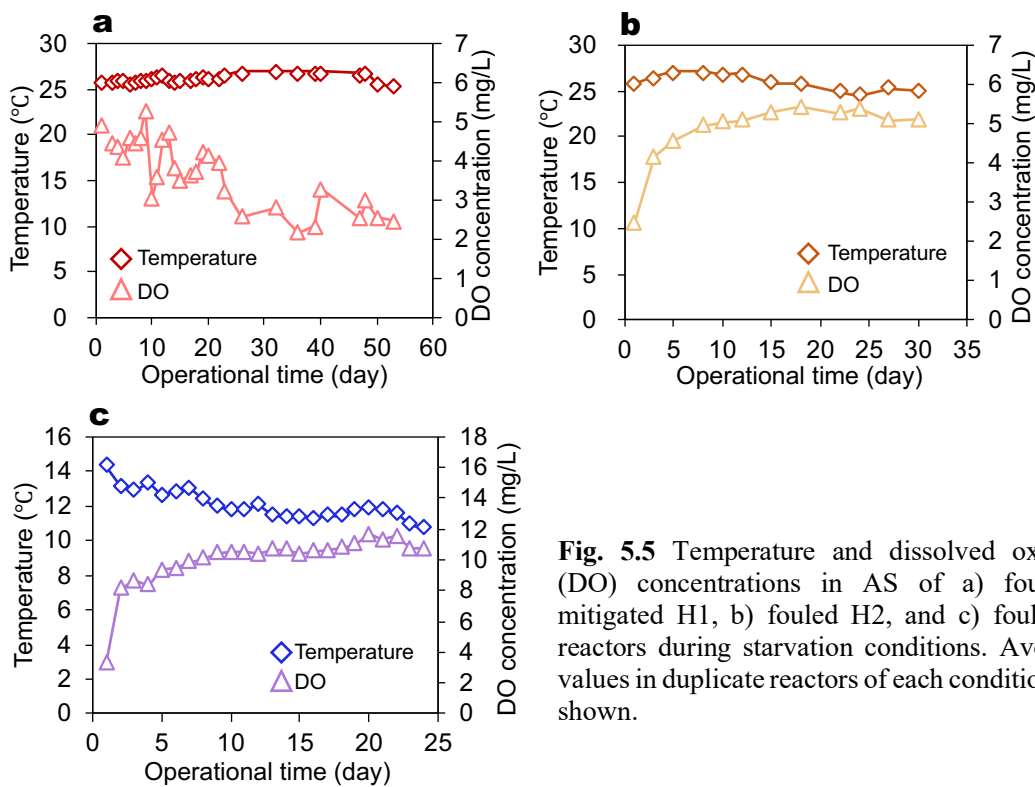 a
Temperature (℃)
30
25
20
15
10
5
0
DO concentration (mg/L)
7
6
5
4
3
2
1
0
Temperature
DO
0 10 20 30 40 50 60
Operational time (day)
b
Temperature (℃)
30
25
20
15
10
5
0
DO concentration (mg/L)
7
6
5
4
3
2
1
0
Temperature
DO
0 5 10 15 20 25 30 35
Operational time (day)
c
Temperature (℃)
16
14
12
10
8
6
4
2
0
DO concentration (mg/L)
18
16
14
12
10
8
6
4
2
0
Temperature
DO
0 5 10 15 20 25
Operational time (day)
Fig. 5.5 Temperature and dissolved ox
(DO) concentrations in AS of a) fou
mitigated H1, b) fouled H2, and c) foul
reactors during starvation conditions. Ave
values in duplicate reactors of each condition
shown.